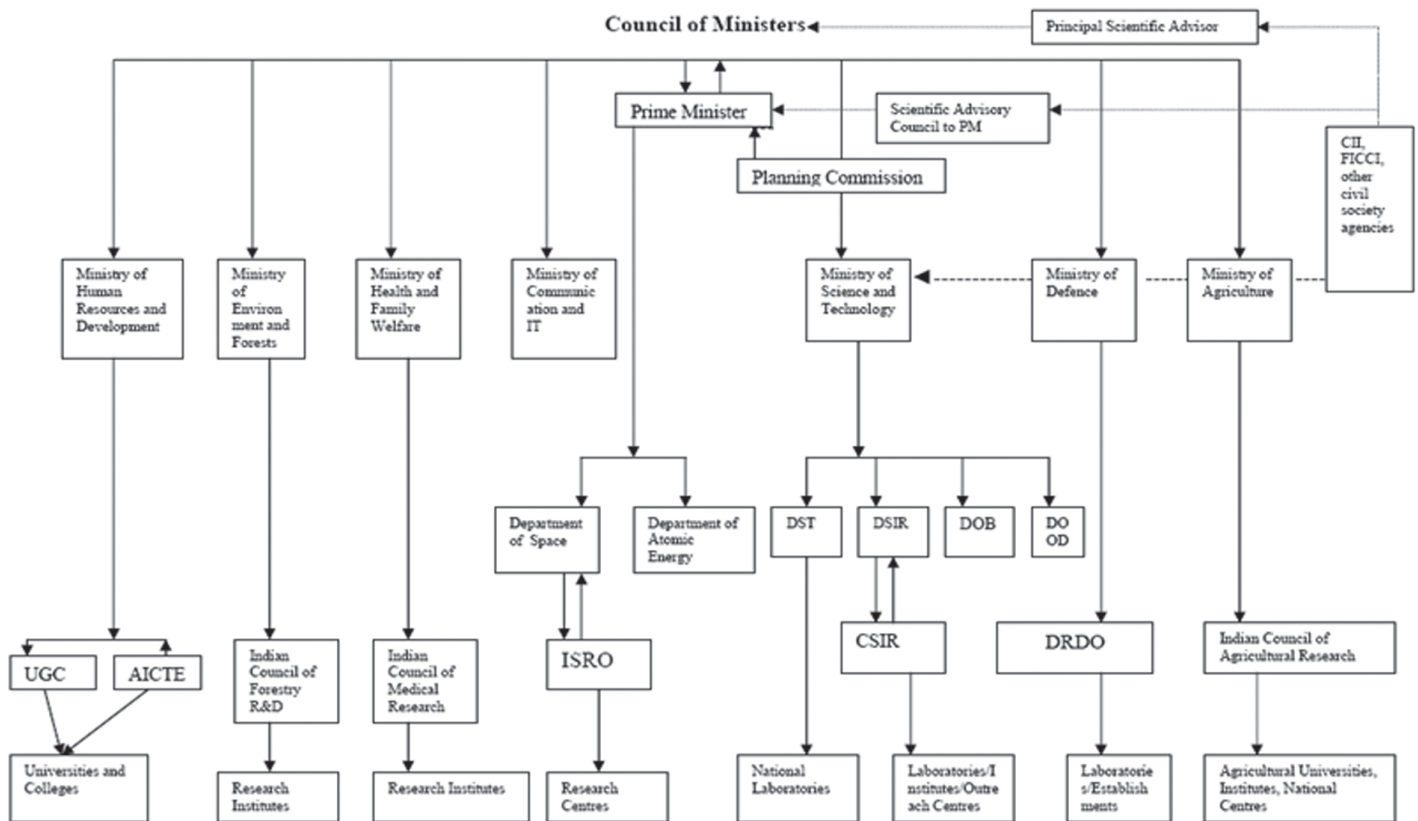 Council of Ministers
Principal Scientific Advisor
Prime Minister
Scientific Advisory
Council to PM
Planning Commission
CII,
FICCI,
other
civil
society
agencies
Ministry of
Human
Resources and
Development
Ministry
of
Environ
ment and
Forests
Ministry of
Health and
Family
Welfare
Ministry of
Communic
ation and
IT
Ministry of
Science and
Technology
Ministry of
Defence
Ministry of
Agriculture
Department
of Space
Department of
Atomic
Energy
DST
DSIR
DOB
DO
OD
UGC
AICTE
Indian
Council of
Forestry
R&D
Indian
Council of
Medical
Research
ISRO
CSIR
DRDO
Indian Council of
Agricultural Research
Universities and
Colleges
Research
Institutes
Research Institutes
Research
Centres
National
Laboratories
Laboratories/I
nstitutes/Outre
ach Centres
Laboratorie
s/Establish
ments
Agricultural Universities,
Institutes, National
Centres